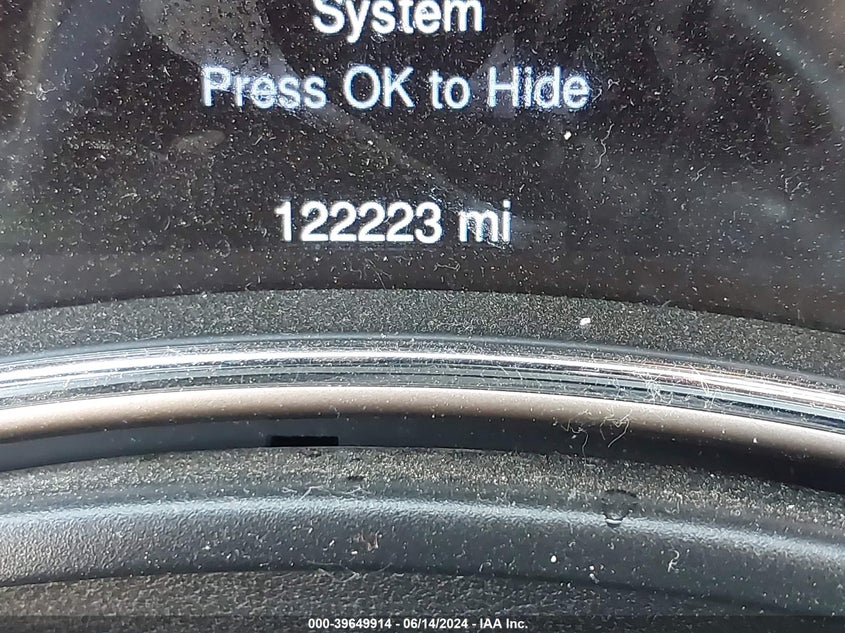 System
Press OK to Hide
122223 mi
000-39649914 - 06/14/2024 - IAA Inc.